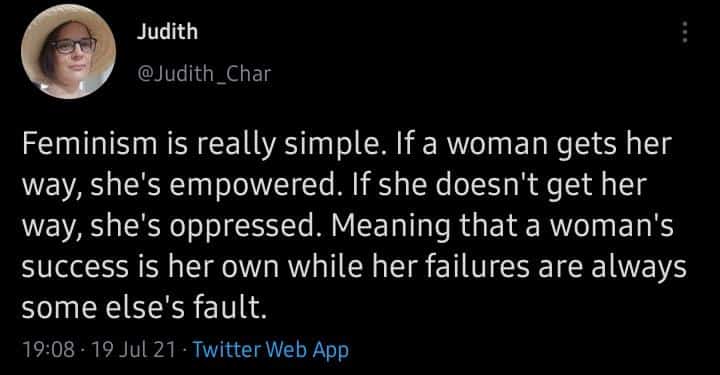 Judith
@Judith_Char
Feminism is really simple. If a woman gets her
way, she's empowered. If she doesn't get her
way, she's oppressed. Meaning that a woman's
success is her own while her failures are always
some else's fault.
19:08 · 19 Jul 21 · Twitter Web App